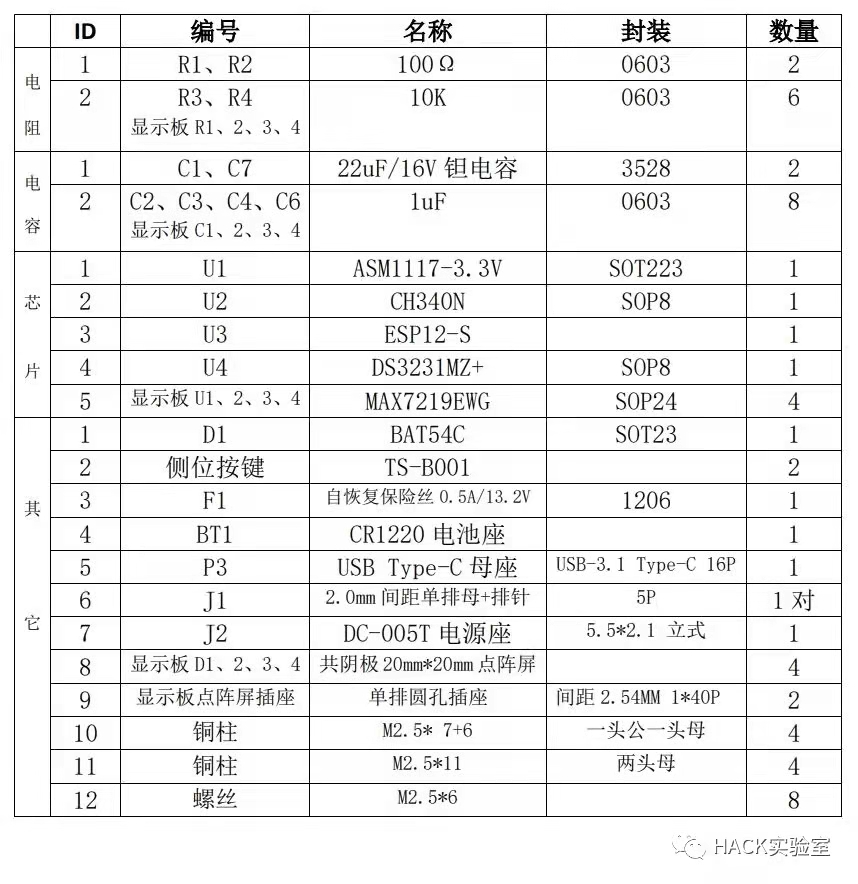 ID 编号 名称 封装 数量
电阻
1 R1、R2 100Ω 0603 2
2 R3、R4 10K 0603 6
显示板 R1、2、3、4
电容
1 C1、C7 22uF/16V 钽电容 3528 2
2 C2、C3、C4、C6 1uF 0603 8
显示板 C1、2、3、4
芯片
1 U1 ASM1117-3.3V SOT223 1
2 U2 CH340N SOP8 1
3 U3 ESP12-S 1
4 U4 DS3231MZ+ SOP8 1
5 显示板 U1、2、3、4 MAX7219EWG SOP24 4
其它
1 D1 BAT54C SOT23 1
2 侧位按键 TS-B001 2
3 F1 自恢复保险丝 0.5A/13.2V 1206 1
4 BT1 CR1220 电池座 1
5 P3 USB Type-C 母座 USB-3.1 Type-C 16P 1
6 J1 2.0mm 间距单排母+排针 5P 1 对
7 J2 DC-005T 电源座 5.5*2.1 立式 1
8 显示板 D1、2、3、4 共阴极 20mm*20mm 点阵屏 4
9 显示板点阵屏插座 单排圆孔插座 间距 2.54MM 1*40P 2
10 铜柱 M2.5* 7+6 一头公一头母 4
11 铜柱 M2.5*11 两头母 4
12 螺丝 M2.5*6 8
HACK实验室